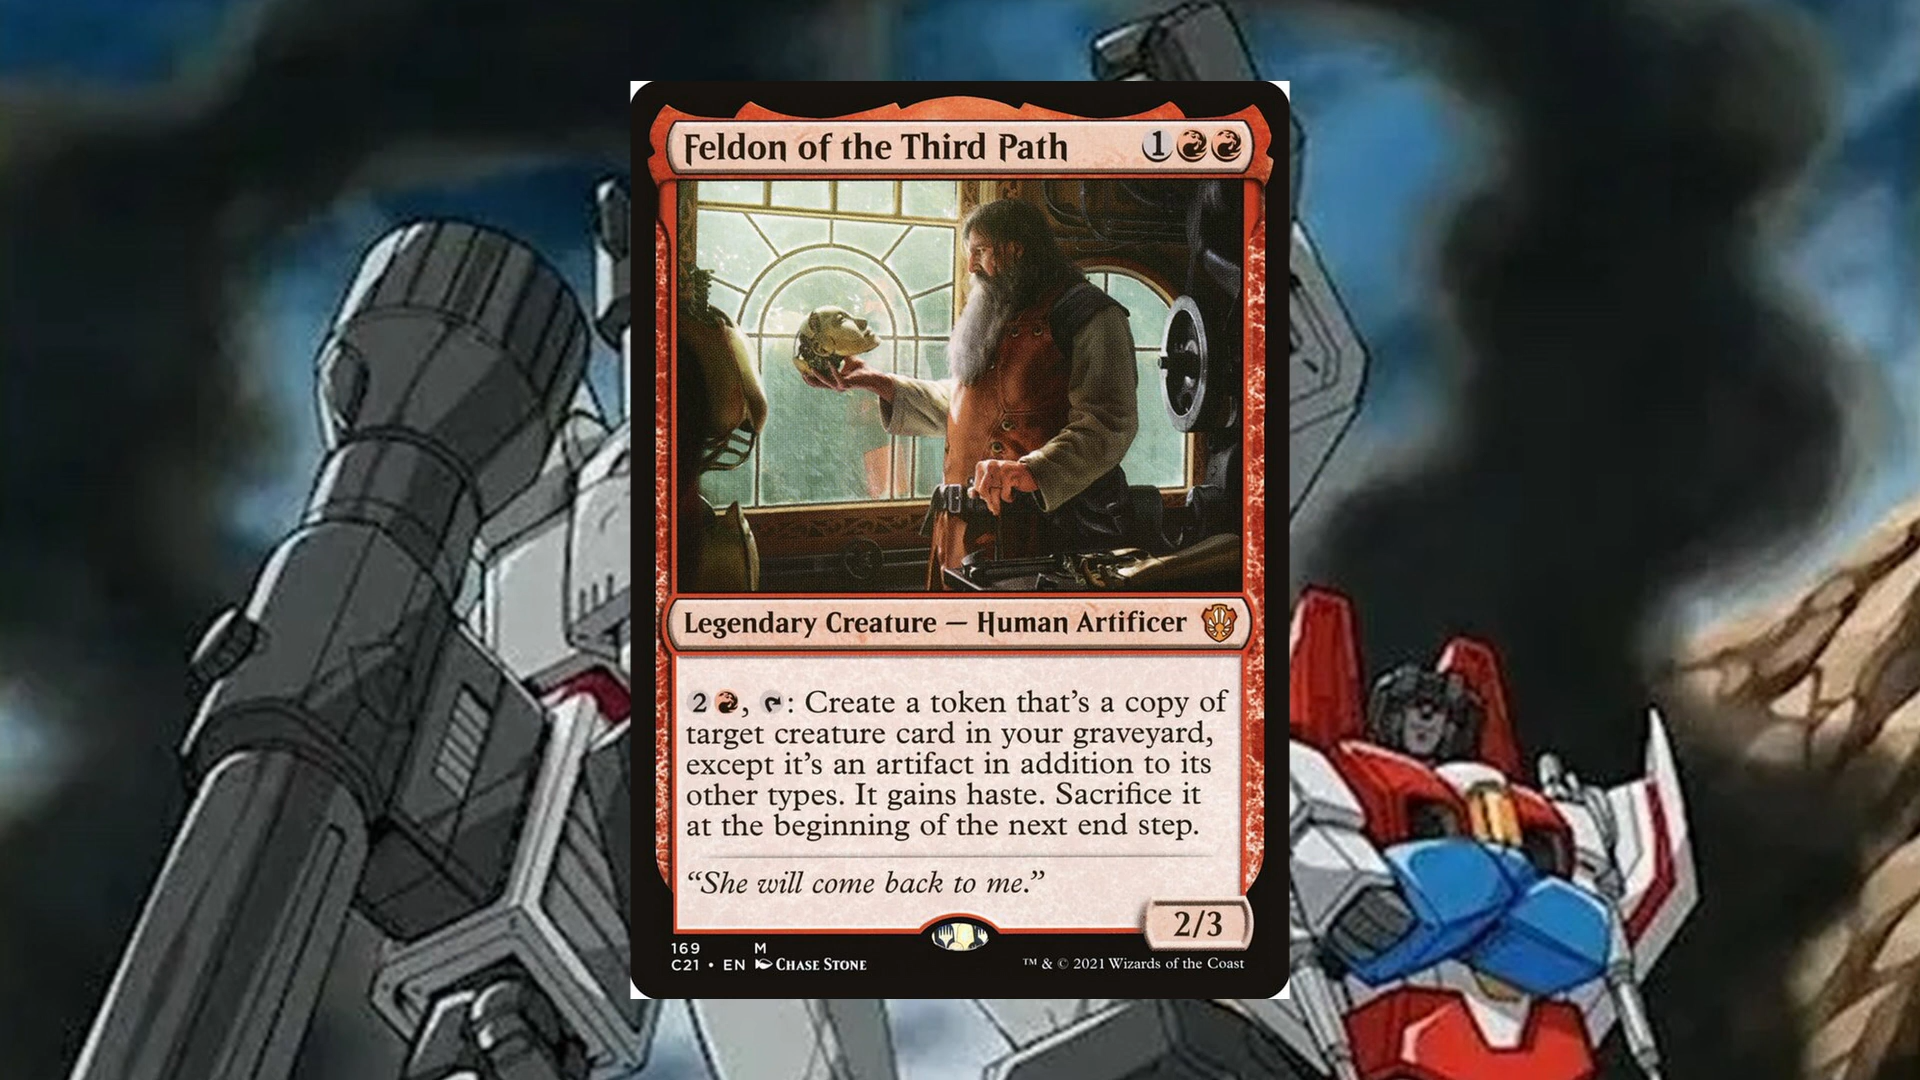 Feldon of the Third Path 1
Legendary Creature — Human Artificer
2 , : Create a token that's a copy of
target creature card in your graveyard,
except it's an artifact in addition to its
other types. It gains haste. Sacrifice it
at the beginning of the next end step.
"She will come back to me."
2/3
169 M
C21 • EN CHASE STONE
™ & © 2021 Wizards of the Coast